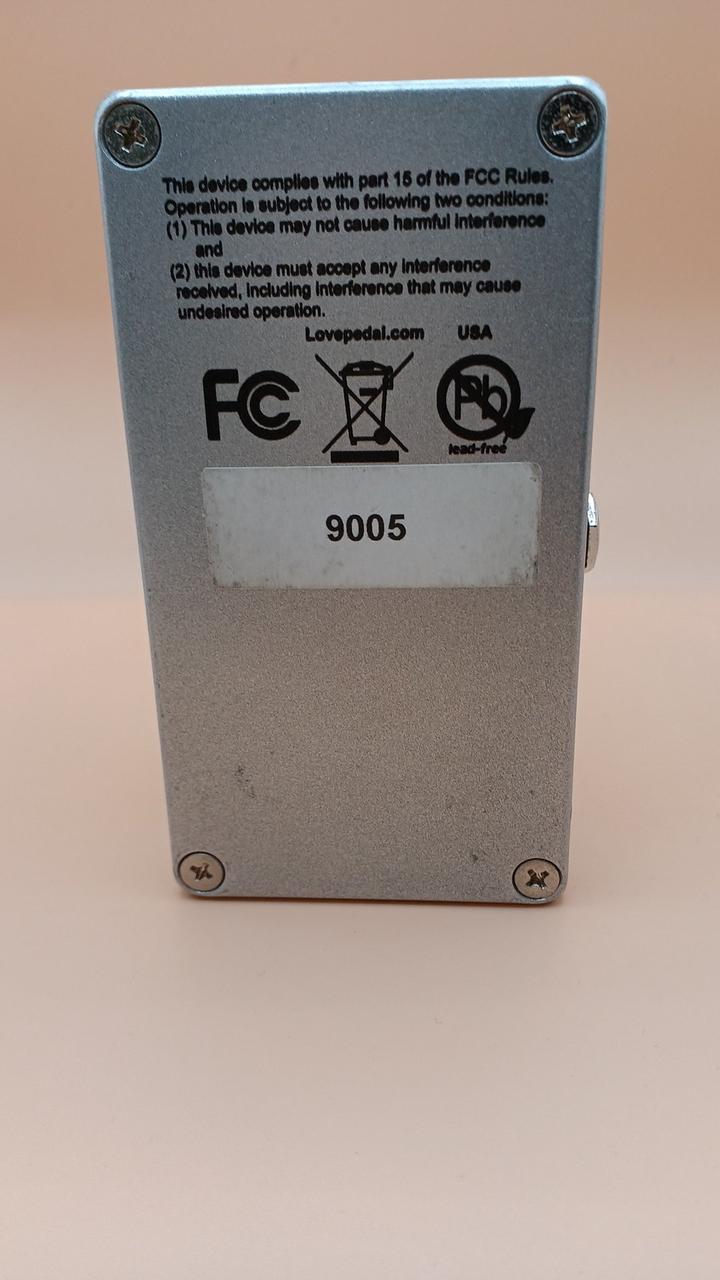 This device complies with part 15 of the FCC Rules.
Operation is subject to the following two conditions:
(1) This device may not cause harmful interference
and
(2) this device must accept any interference
received, including interference that may cause
undesired operation.
Lovepedal.com USA
FC Pb
lead-free
9005